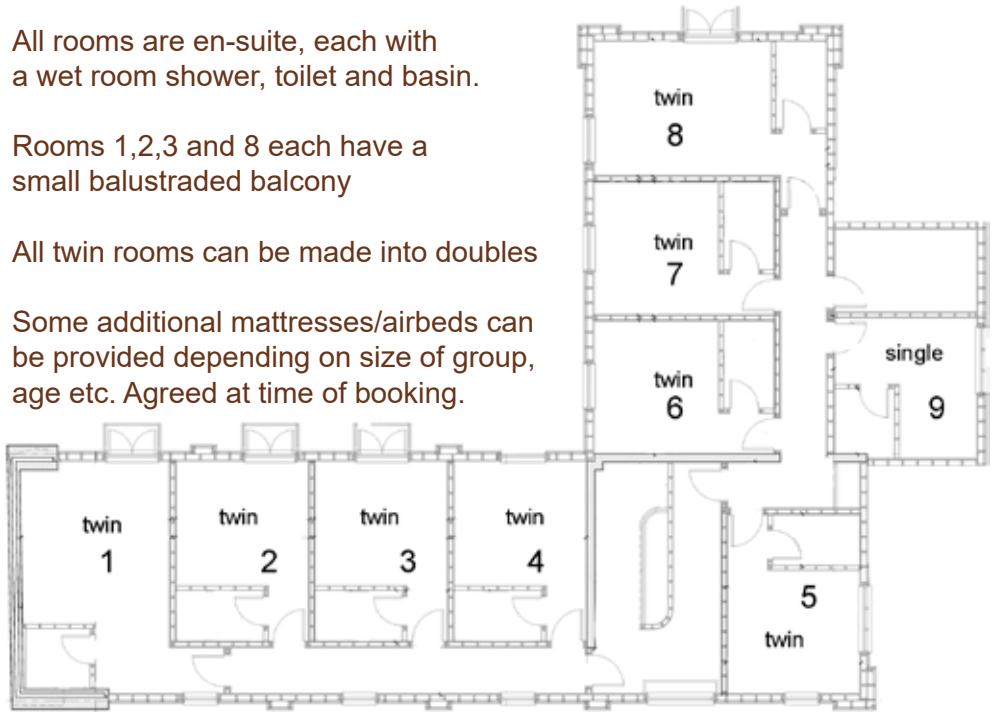 All rooms are en-suite, each with
a wet room shower, toilet and basin.
Rooms 1,2,3 and 8 each have a
small balustraded balcony
All twin rooms can be made into doubles
Some additional mattresses/airbeds can
be provided depending on size of group,
age etc. Agreed at time of booking.
twin
8
twin
7
twin
6
single
9
twin
1
twin
2
twin
3
twin
4
5
twin